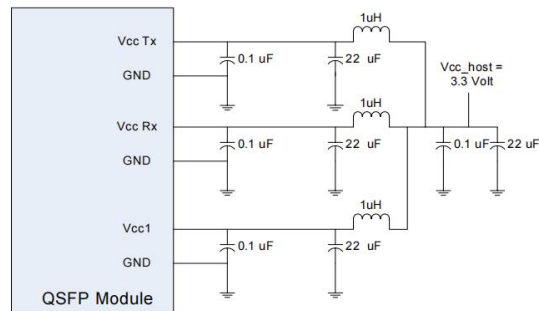 1uH
Vcc Tx
0.1 uF
22 uF
GND
Vcc_host =
3.3 Volt
1uH
Vcc Rx
0.1 uF
22 uF
0.1 uF
22 uF
GND
1uH
Vcc1
0.1 uF
22 uF
GND
QSFP Module